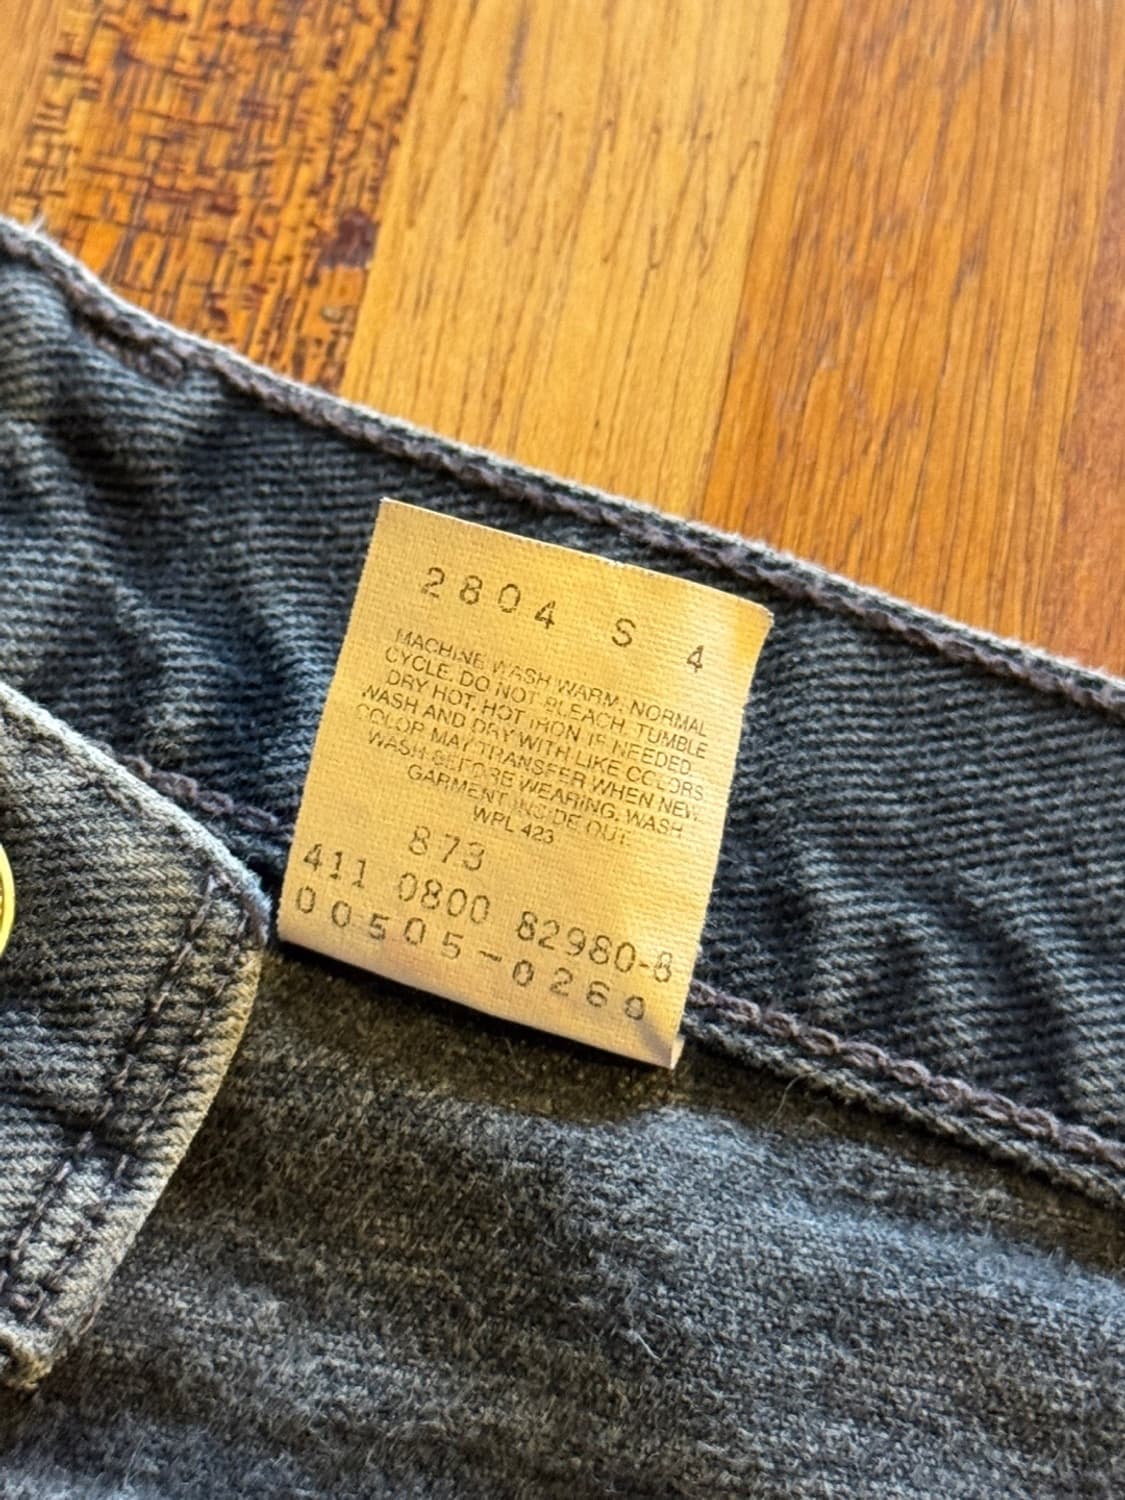 2804 S 4
MACHINE WASH WARM, NORMAL
CYCLE. DO NOT BLEACH. TUMBLE
DRY HOT. HOT IRON IF NEEDED.
WASH AND DRY WITH LIKE COLORS
COLOR MAY TRANSFER WHEN NEW.
WASH BEFORE WEARING. WASH
GARMENT INSIDE OUT.
WPL 423
873
411 0800 82980-8
00505-0260